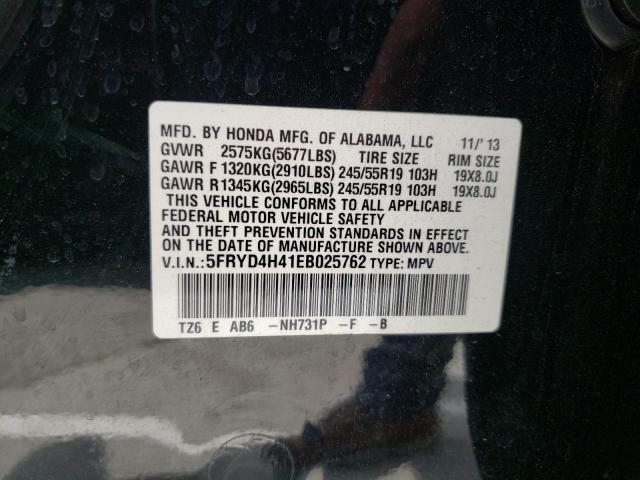 MFD. BY HONDA MFG. OF ALABAMA, LLC 11/'13
GVWR 2575KG(5677LBS) TIRE SIZE RIM SIZE
GAWR F 1320KG(2910LBS) 245/55R19 103H 19X8.0J
GAWR R1345KG(2965LBS) 245/55R19 103H 19X8.0J
THIS VEHICLE CONFORMS TO ALL APPLICABLE
FEDERAL MOTOR VEHICLE SAFETY
AND THEFT PREVENTION STANDARDS IN EFFECT
ON THE DATE OF MANUFACTURE SHOWN ABOVE.
V.I.N.:5FRYD4H41EB025762 TYPE: MPV
TZ6 E AB6 -NH731P -F -B